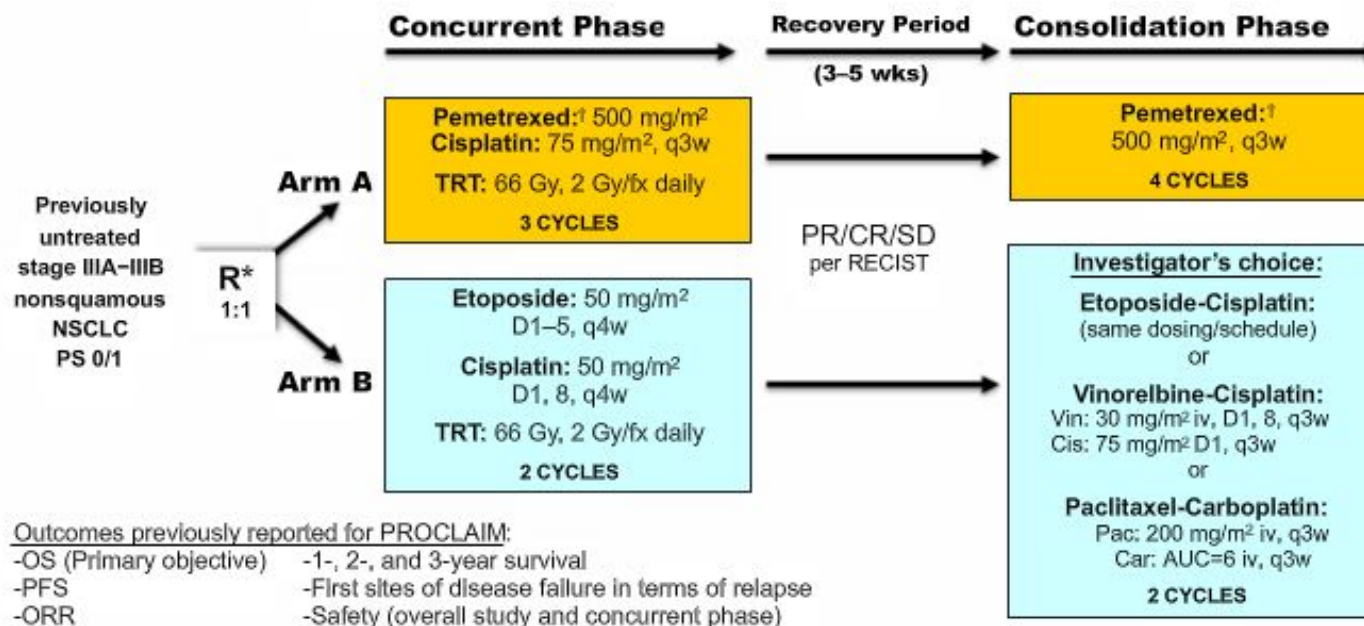 Concurrent Phase
Recovery Period
(3–5 wks)
Consolidation Phase
Previously
untreated
stage IIIA–IIIB
nonsquamous
NSCLC
PS 0/1
R*
1:1
Arm A
Pemetrexed:† 500 mg/m²
Cisplatin: 75 mg/m², q3w
TRT: 66 Gy, 2 Gy/fx daily
3 CYCLES
Pemetrexed:†
500 mg/m², q3w
4 CYCLES
PR/CR/SD
per RECIST
Arm B
Etoposide: 50 mg/m²
D1–5, q4w
Cisplatin: 50 mg/m²
D1, 8, q4w
TRT: 66 Gy, 2 Gy/fx daily
2 CYCLES
Investigator's choice:
Etoposide-Cisplatin:
(same dosing/schedule)
or
Vinorelbine-Cisplatin:
Vin: 30 mg/m² iv, D1, 8, q3w
Cis: 75 mg/m² D1, q3w
or
Paclitaxel-Carboplatin:
Pac: 200 mg/m² iv, q3w
Car: AUC=6 iv, q3w
2 CYCLES
Outcomes previously reported for PROCLAIM:
-OS (Primary objective) -1-, 2-, and 3-year survival
-PFS -First sites of disease failure in terms of relapse
-ORR -Safety (overall study and concurrent phase)